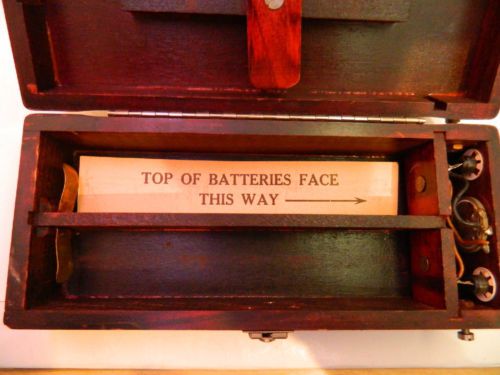 TOP OF BATTERIES FACE
THIS WAY